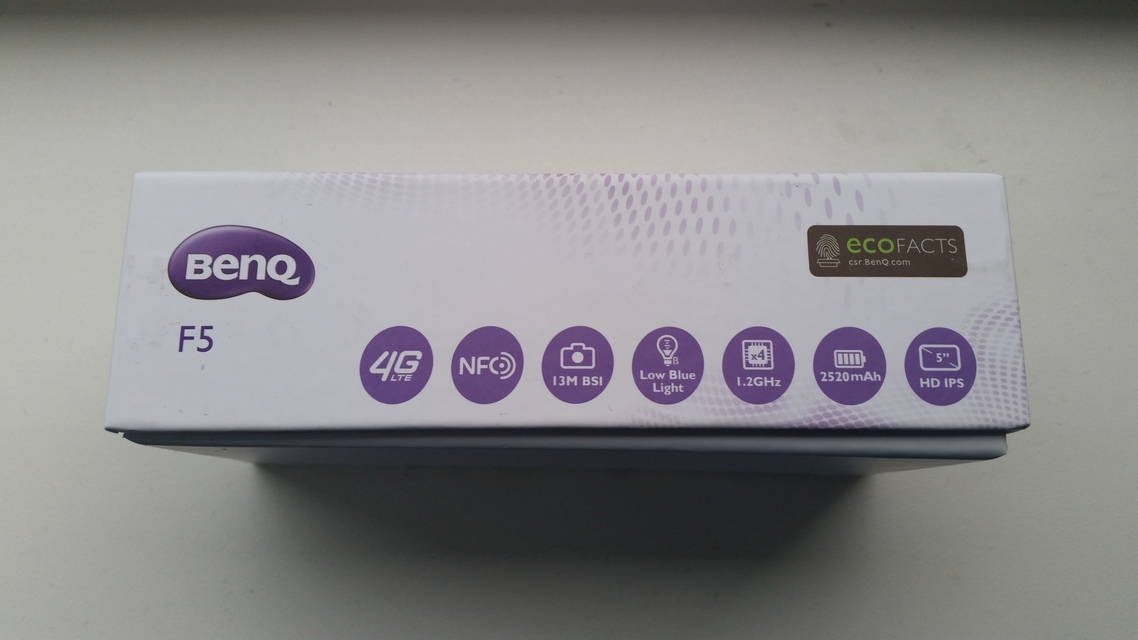 BenQ
ecoFACTS
csr.BenQ.com
F5
4G
LTE
NFC
13M BSI
B
Low Blue
Light
x4
1.2GHz
2520mAh
5"
HD IPS